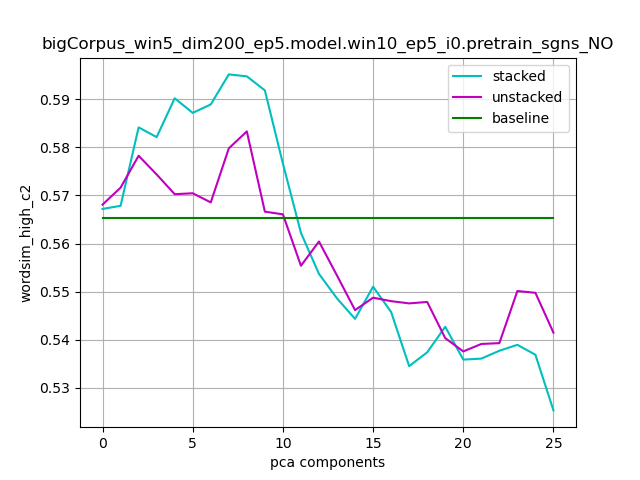 bigCorpus_win5_dim200_ep5.model.win10_ep5_i0.pretrain_sgns_NO
stacked
unstacked
baseline
0.59
0.58
0.57
0.56
0.55
0.54
0.53
wordsim_high_c2
0 5 10 15 20 25
pca components